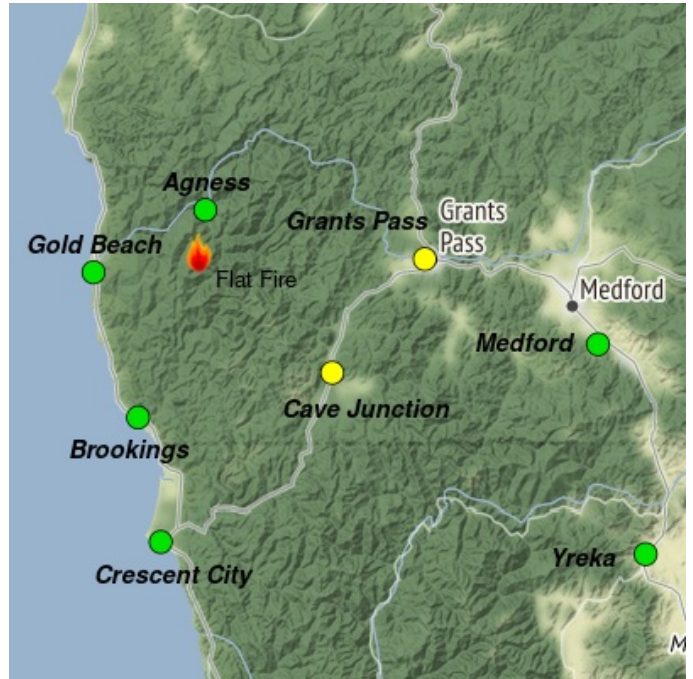 Agness
Grants Pass
Grants
Pass
Gold Beach
Flat Fire
Medford
Medford
Cave Junction
Brookings
Yreka
Crescent City
M